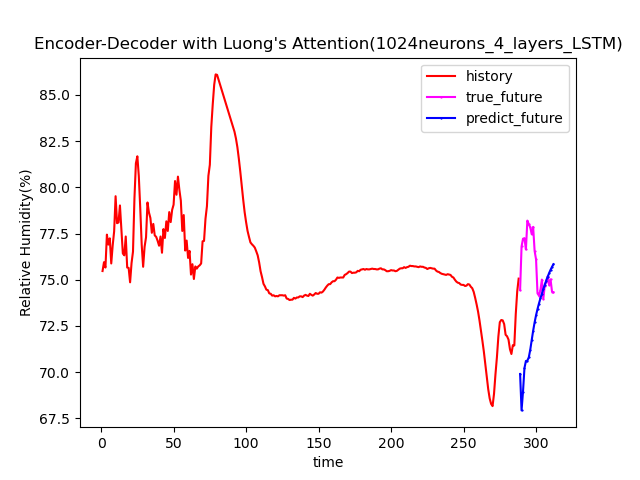 Encoder-Decoder with Luong's Attention(1024neurons_4_layers_LSTM)
history
true_future
predict_future
Relative Humidity(%)
85.0
82.5
80.0
77.5
75.0
72.5
70.0
67.5
0 50 100 150 200 250 300
time